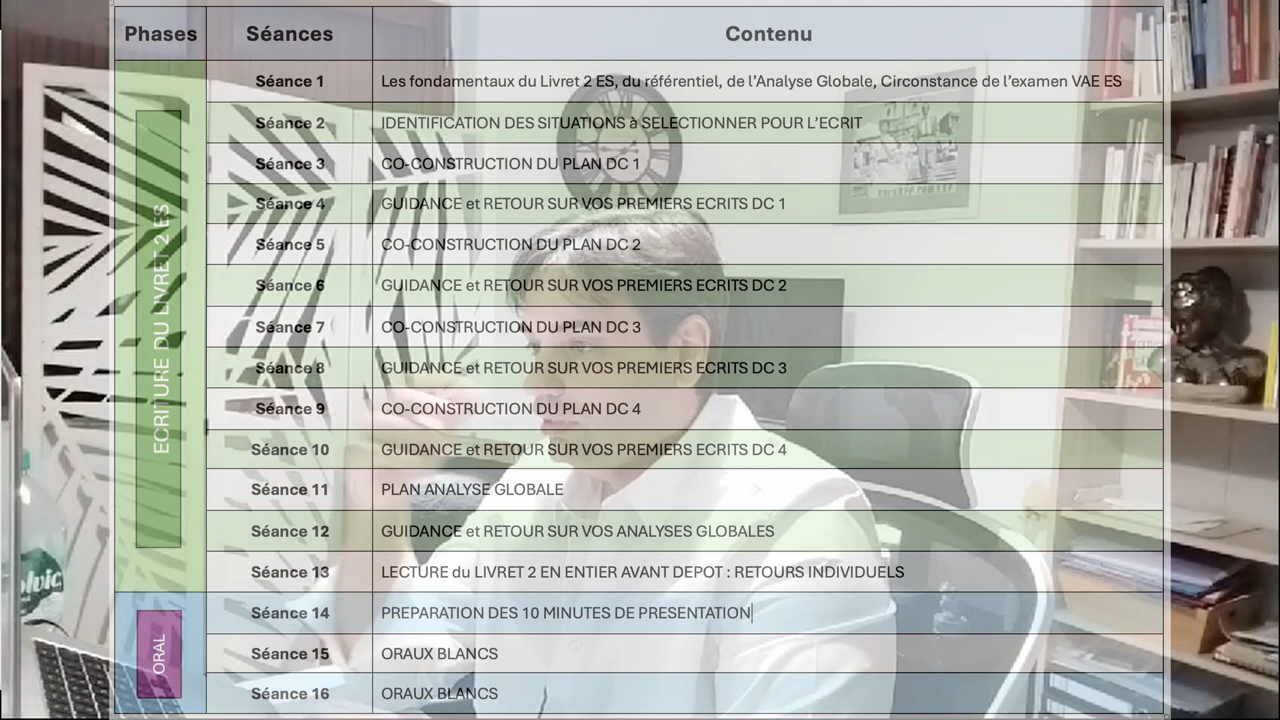 Phases Séances Contenu
Séance 1 Les fondamentaux du Livret 2 ES, du référentiel, de l'Analyse Globale, Circonstance de l'examen VAE ES
Séance 2 IDENTIFICATION DES SITUATIONS à SELECTIONNER POUR L'ECRIT
Séance 3 CO-CONSTRUCTION DU PLAN DC 1
Séance 4 GUIDANCE et RETOUR SUR VOS PREMIERS ECRITS DC 1
Séance 5 CO-CONSTRUCTION DU PLAN DC 2
Séance 6 GUIDANCE et RETOUR SUR VOS PREMIERS ECRITS DC 2
Séance 7 CO-CONSTRUCTION DU PLAN DC 3
Séance 8 GUIDANCE et RETOUR SUR VOS PREMIERS ECRITS DC 3
Séance 9 CO-CONSTRUCTION DU PLAN DC 4
Séance 10 GUIDANCE et RETOUR SUR VOS PREMIERS ECRITS DC 4
Séance 11 PLAN ANALYSE GLOBALE
Séance 12 GUIDANCE et RETOUR SUR VOS ANALYSES GLOBALES
Séance 13 LECTURE du LIVRET 2 EN ENTIER AVANT DEPOT : RETOURS INDIVIDUELS
ECRITURE DU LIVRET 2 ES
Séance 14 PREPARATION DES 10 MINUTES DE PRESENTATION
Séance 15 ORAUX BLANCS
Séance 16 ORAUX BLANCS
ORAL